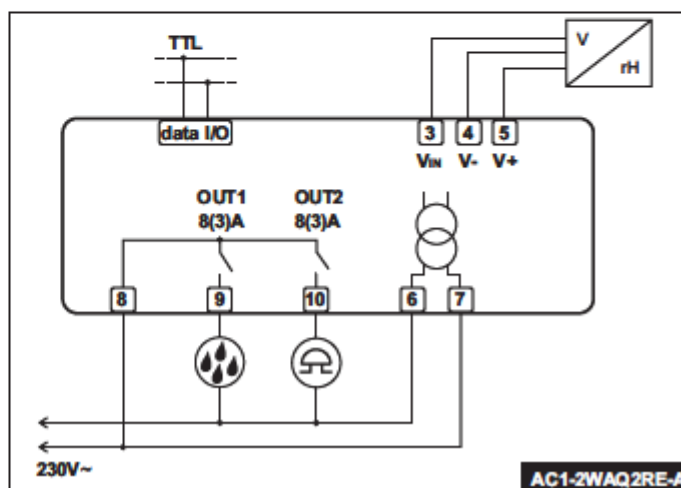 TTL
V
rH
data I/O
3 4 5
VIN V- V+
OUT1 OUT2
8(3)A 8(3)A
8 9 10 6 7
230V~
AC1-2WAQ2RE-A